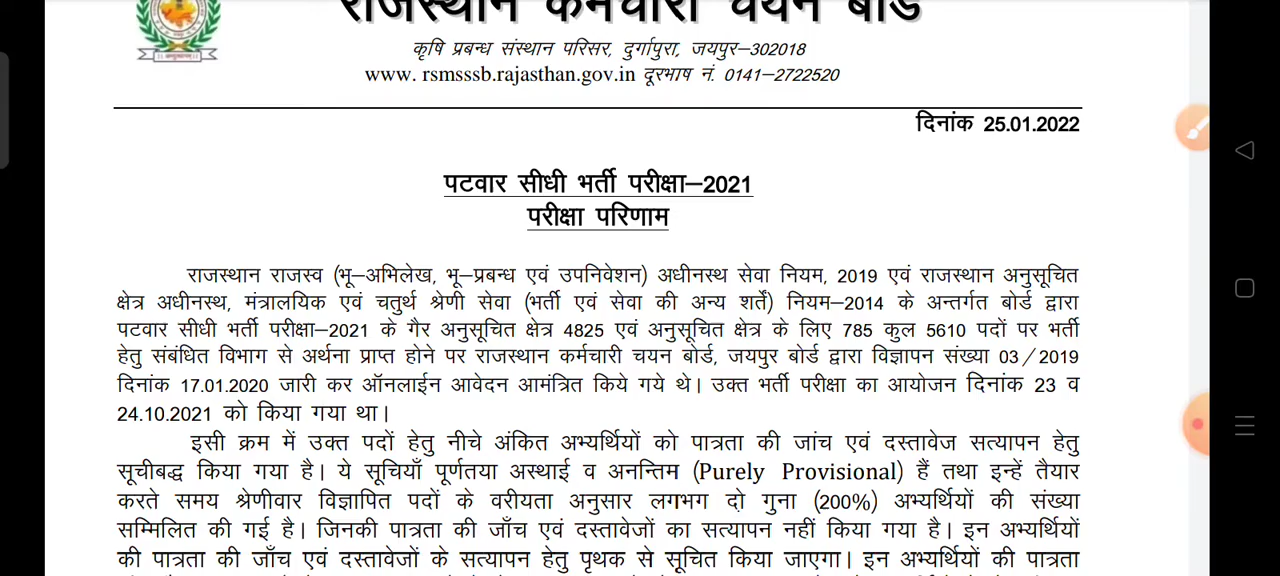 राजस्थान कर्मचारी चयन बोर्ड
कृषि प्रबन्ध संस्थान परिसर, दुर्गापुरा, जयपुर–302018
www. rsmsssb.rajasthan.gov.in दूरभाष नं. 0141–2722520
दिनांक 25.01.2022
पटवार सीधी भर्ती परीक्षा–2021
परीक्षा परिणाम
राजस्थान राजस्व (भू–अभिलेख, भू–प्रबन्ध एवं उपनिवेशन) अधीनस्थ सेवा नियम, 2019 एवं राजस्थान अनुसूचित
क्षेत्र अधीनस्थ, मंत्रालयिक एवं चतुर्थ श्रेणी सेवा (भर्ती एवं सेवा की अन्य शर्तें) नियम–2014 के अन्तर्गत बोर्ड द्वारा
पटवार सीधी भर्ती परीक्षा–2021 के गैर अनुसूचित क्षेत्र 4825 एवं अनुसूचित क्षेत्र के लिए 785 कुल 5610 पदों पर भर्ती
हेतु संबंधित विभाग से अर्थना प्राप्त होने पर राजस्थान कर्मचारी चयन बोर्ड, जयपुर बोर्ड द्वारा विज्ञापन संख्या 03/2019
दिनांक 17.01.2020 जारी कर ऑनलाईन आवेदन आमंत्रित किये गये थे। उक्त भर्ती परीक्षा का आयोजन दिनांक 23 व
24.10.2021 को किया गया था।
इसी क्रम में उक्त पदों हेतु नीचे अंकित अभ्यर्थियों को पात्रता की जांच एवं दस्तावेज सत्यापन हेतु
सूचीबद्ध किया गया है। ये सूचियाँ पूर्णतया अस्थाई व अनन्तिम (Purely Provisional) हैं तथा इन्हें तैयार
करते समय श्रेणीवार विज्ञापित पदों के वरीयता अनुसार लगभग दो गुना (200%) अभ्यर्थियों की संख्या
सम्मिलित की गई है। जिनकी पात्रता की जाँच एवं दस्तावेजों का सत्यापन नहीं किया गया है। इन अभ्यर्थियों
की पात्रता की जाँच एवं दस्तावेजों के सत्यापन हेतु पृथक से सूचित किया जाएगा। इन अभ्यर्थियों की पात्रता